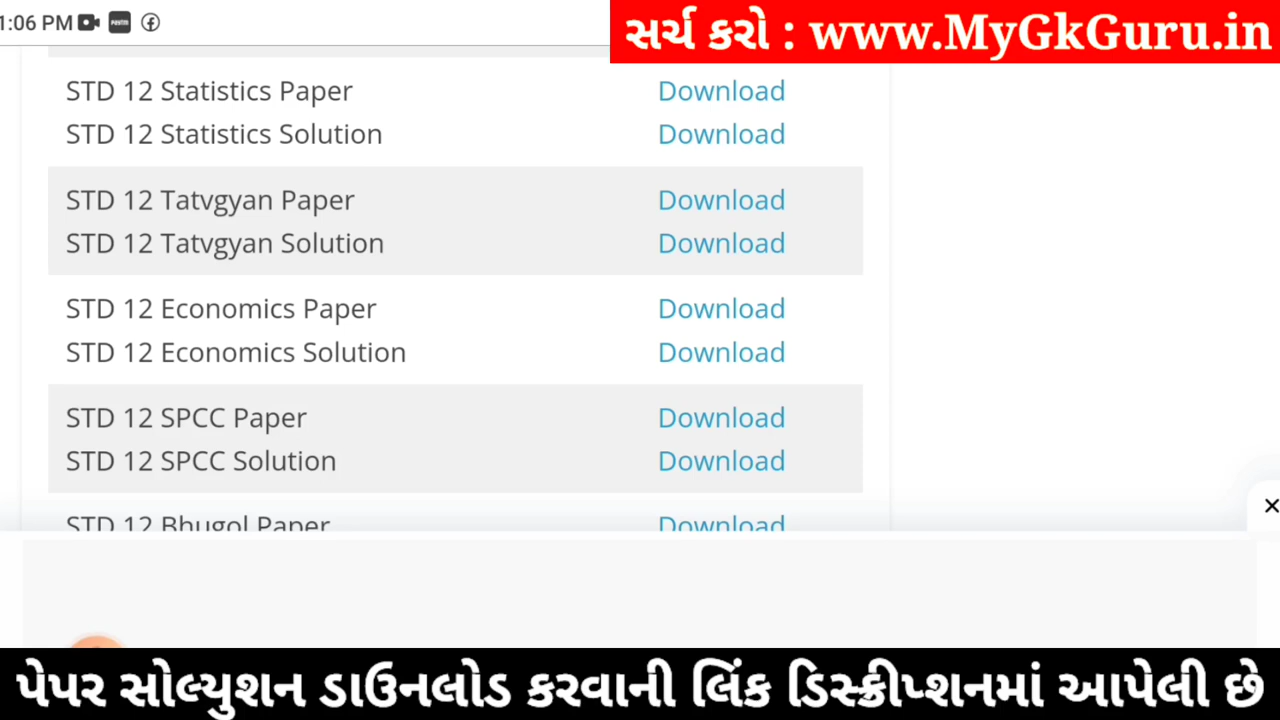 1:06 PM
સર્ચ કરો : www.MyGkGuru.in
STD 12 Statistics Paper Download
STD 12 Statistics Solution Download
STD 12 Tatvgyan Paper Download
STD 12 Tatvgyan Solution Download
STD 12 Economics Paper Download
STD 12 Economics Solution Download
STD 12 SPCC Paper Download
STD 12 SPCC Solution Download
STD 12 Bhugol Paper Download
પેપર સોલ્યુશન ડાઉનલોડ કરવાની લિંક ડિસ્ક્રીપ્શનમાં આપેલી છે